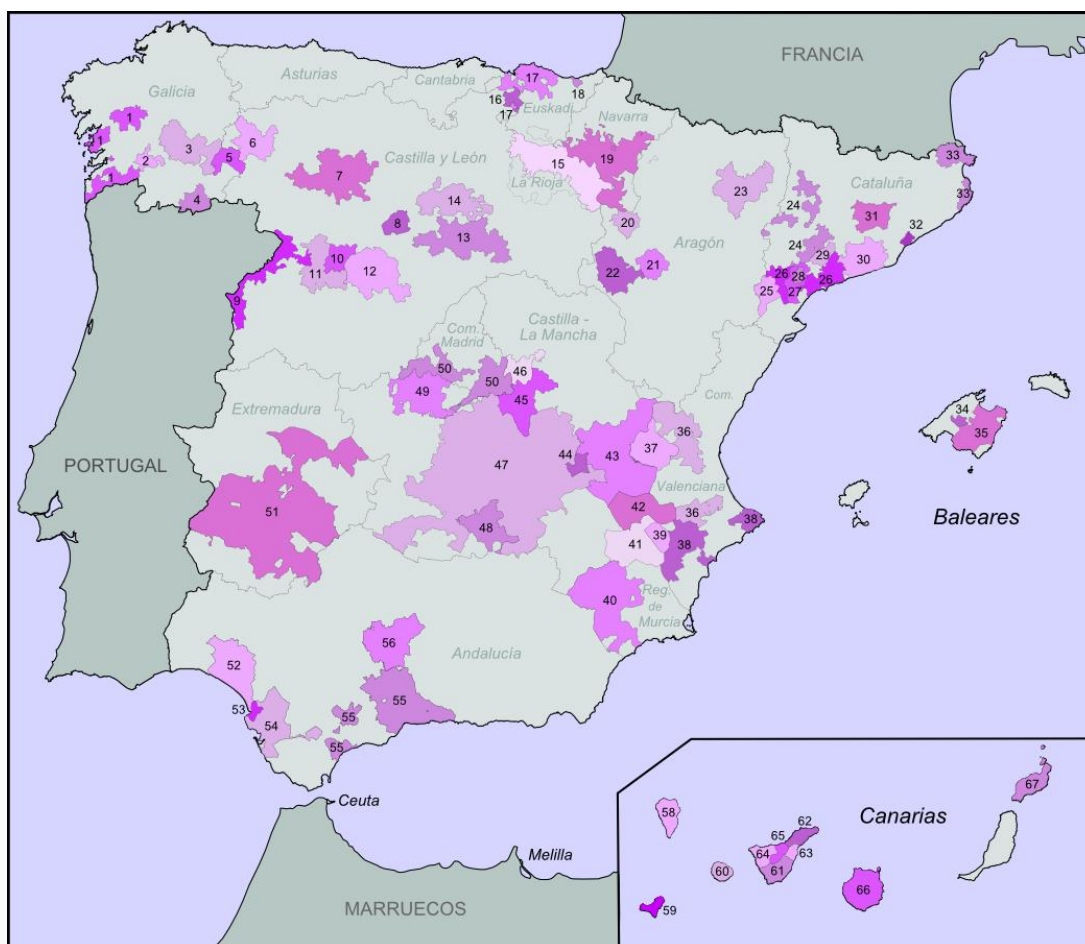 FRANCIA
Asturias
Cantabria
17
Galicia
16
18
Euskadi
17
Navarra
1
1
6
3
2
5
Castilla y León
15
19
33
1
7
La Rioja
23
Cataluña
4
14
24
33
8
20
31
32
13
Aragón
24
10
29
30
11
12
22
21
26
28
26
9
25
27
Castilla -
La Mancha
Com.
Madrid
46
50
50
49
45
Com.
Extremadura
34
36
35
37
PORTUGAL
47
44
43
Valenciana
51
42
36
38
Baleares
48
39
38
41
40
Reg.
de
Murcia
56
Andalucía
52
55
53
54
55
55
67
Ceuta
62
58
65
Canarias
64
63
Melilla
60
61
66
MARRUECOS
59